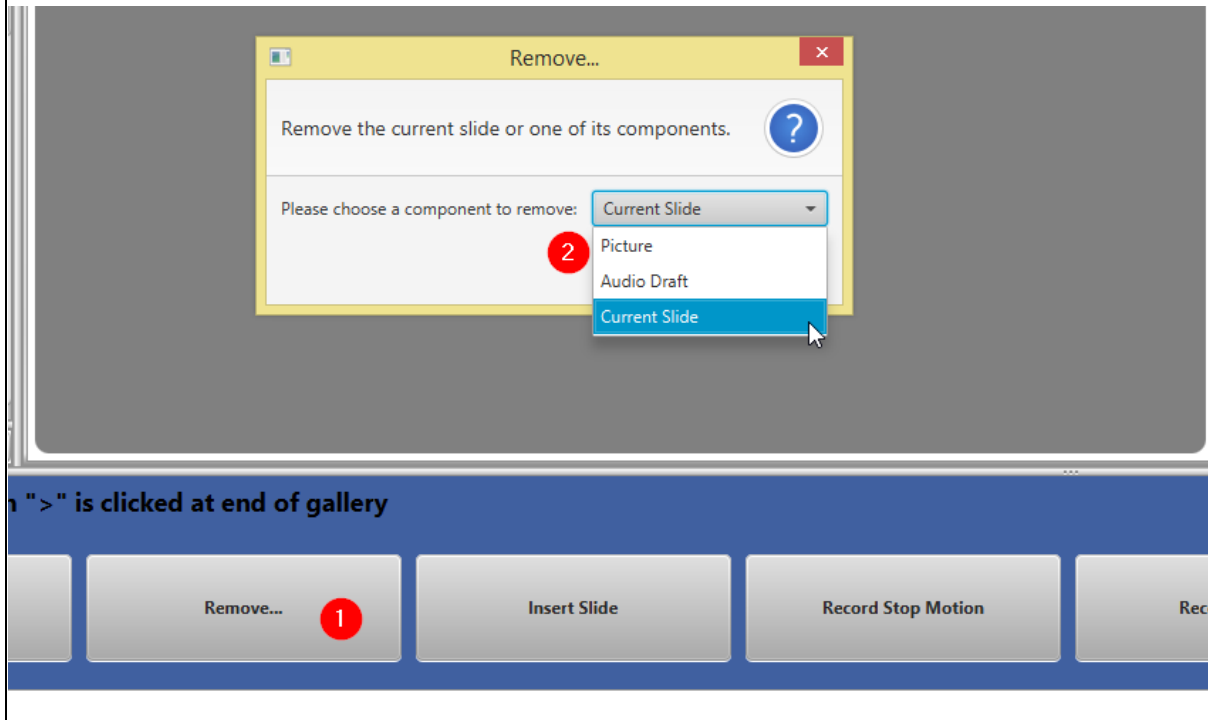 Remove...
Remove the current slide or one of its components.
?
Please choose a component to remove:
Current Slide
2
Picture
Audio Draft
Current Slide
">" is clicked at end of gallery
Remove...
1
Insert Slide
Record Stop Motion